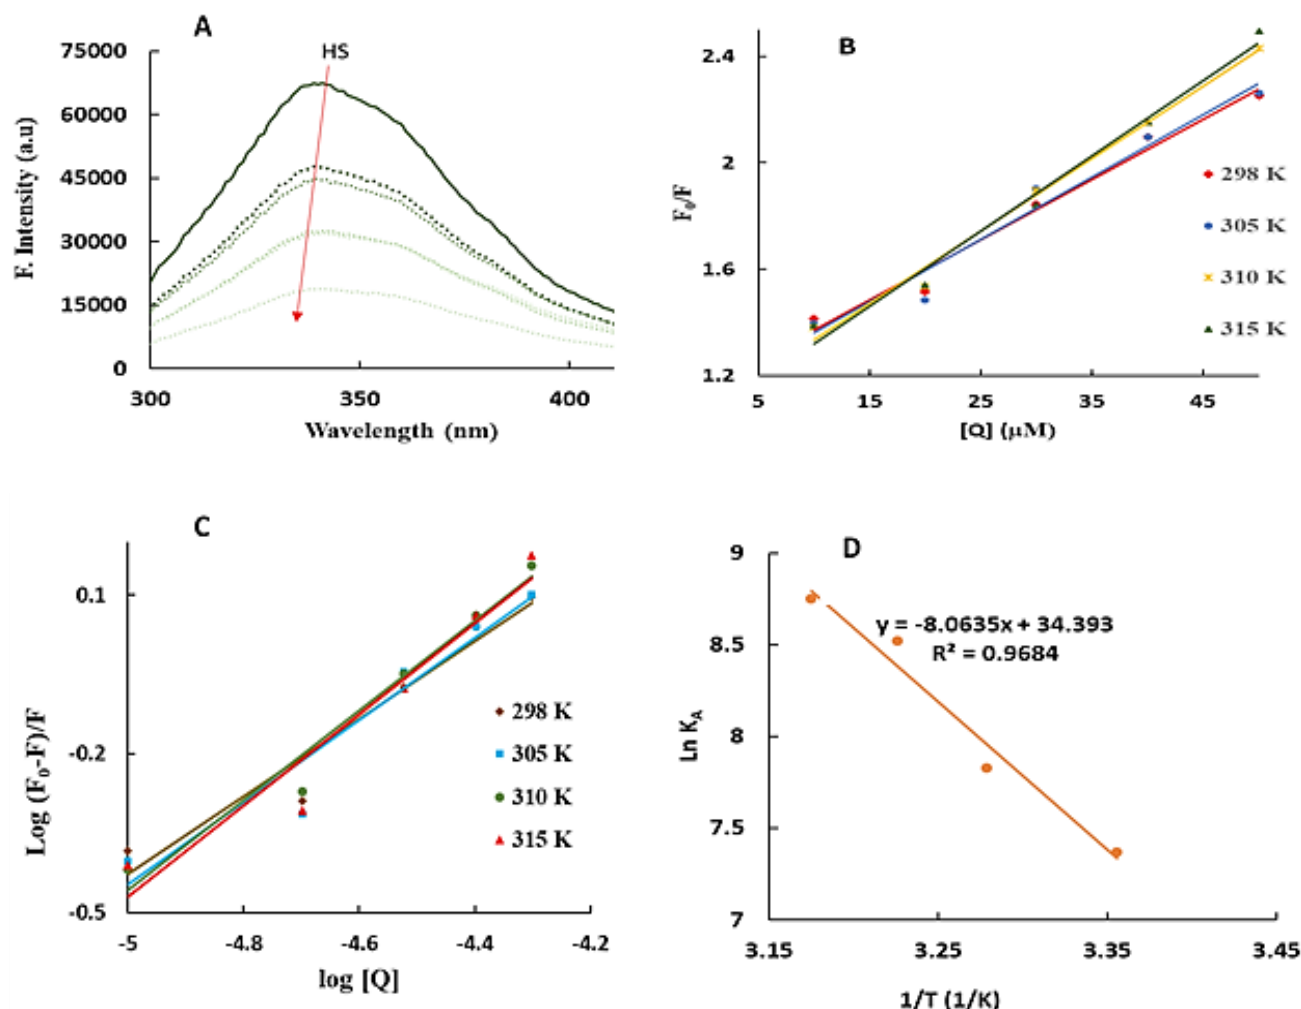 A
HS
75000
60000
45000
30000
15000
0
300
350
400
F. Intensity (a.u)
Wavelength (nm)
B
2.4
2
1.6
1.2
5
15
25
35
45
F₀/F
[Q] (μM)
298 K
305 K
310 K
315 K
C
0.1
-0.2
-0.5
-5
-4.8
-4.6
-4.4
-4.2
Log (F₀-F)/F
log [Q]
298 K
305 K
310 K
315 K
D
9
8.5
8
7.5
7
3.15
3.25
3.35
3.45
y = -8.0635x + 34.393
R² = 0.9684
Ln K_A
1/T (1/K)